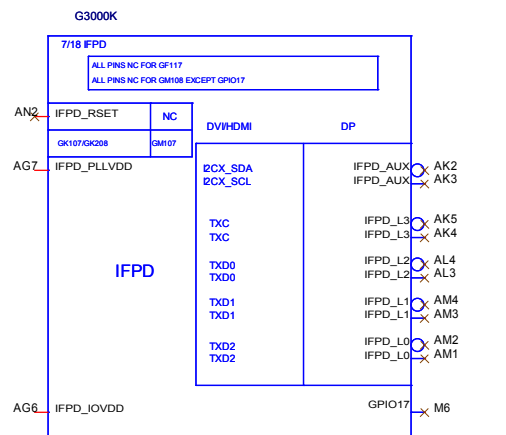 G3000K
7/18 IFPD
ALL PINS NC FOR GF117
ALL PINS NC FOR GM108 EXCEPT GPIO17
AN2 IFPD_RSET NC
DVI/HDMI DP
GK107/GK208 GM107
AG7 IFPD_PLLVDD I2CX_SDA IFPD_AUX AK2
I2CX_SCL IFPD_AUX AK3
TXC IFPD_L3 AK5
TXC IFPD_L3 AK4
TXD0 IFPD_L2 AL4
IFPD TXD0 IFPD_L2 AL3
TXD1 IFPD_L1 AM4
TXD1 IFPD_L1 AM3
TXD2 IFPD_L0 AM2
TXD2 IFPD_L0 AM1
AG6 IFPD_IOVDD GPIO17 M6